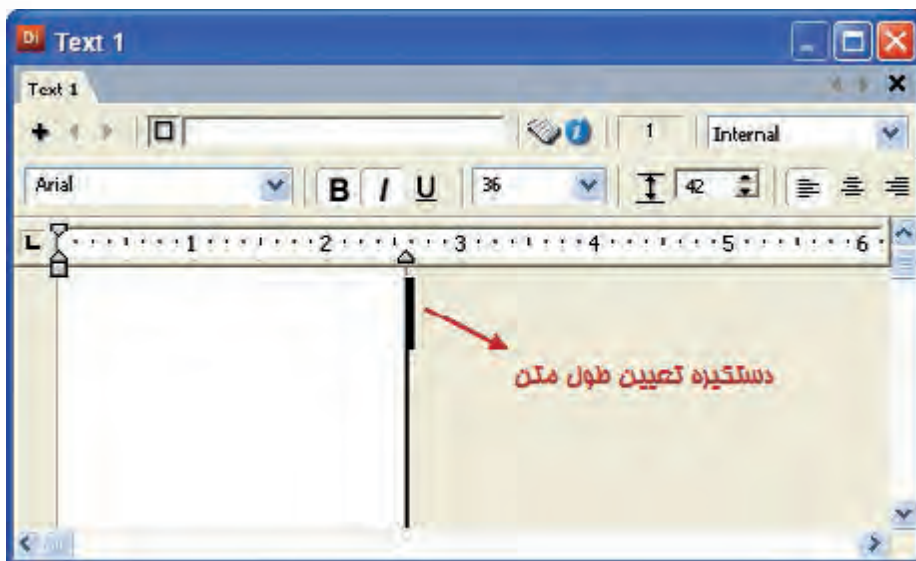 Di Text 1
Text 1
1 Internal
Arial B I U 36 42
L 1 2 3 4 5 6
دستگیره تعیین طول متن